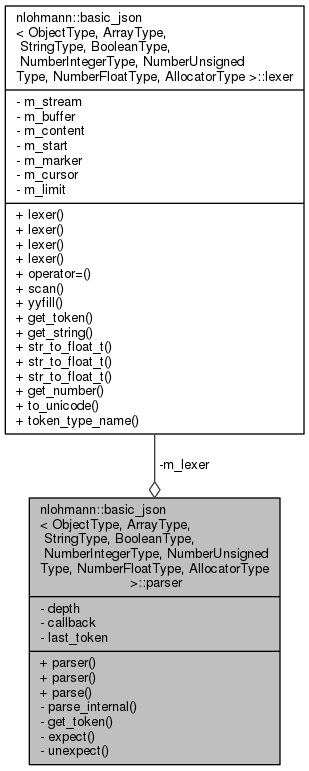 nlohmann::basic_json
< ObjectType, ArrayType,
StringType, BooleanType,
NumberIntegerType, NumberUnsigned
Type, NumberFloatType, AllocatorType >::lexer
- m_stream
- m_buffer
- m_content
- m_start
- m_marker
- m_cursor
- m_limit
+ lexer()
+ lexer()
+ lexer()
+ lexer()
+ operator=()
+ scan()
+ yyfill()
+ get_token()
+ get_string()
+ str_to_float_t()
+ str_to_float_t()
+ str_to_float_t()
+ get_number()
+ to_unicode()
+ token_type_name()
-m_lexer
nlohmann::basic_json
< ObjectType, ArrayType,
StringType, BooleanType,
NumberIntegerType, NumberUnsigned
Type, NumberFloatType, AllocatorType
>::parser
- depth
- callback
- last_token
+ parser()
+ parser()
+ parse()
- parse_internal()
- get_token()
- expect()
- unexpect()